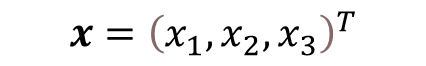 𝒙 = (x₁, x₂, x₃)ᵀ